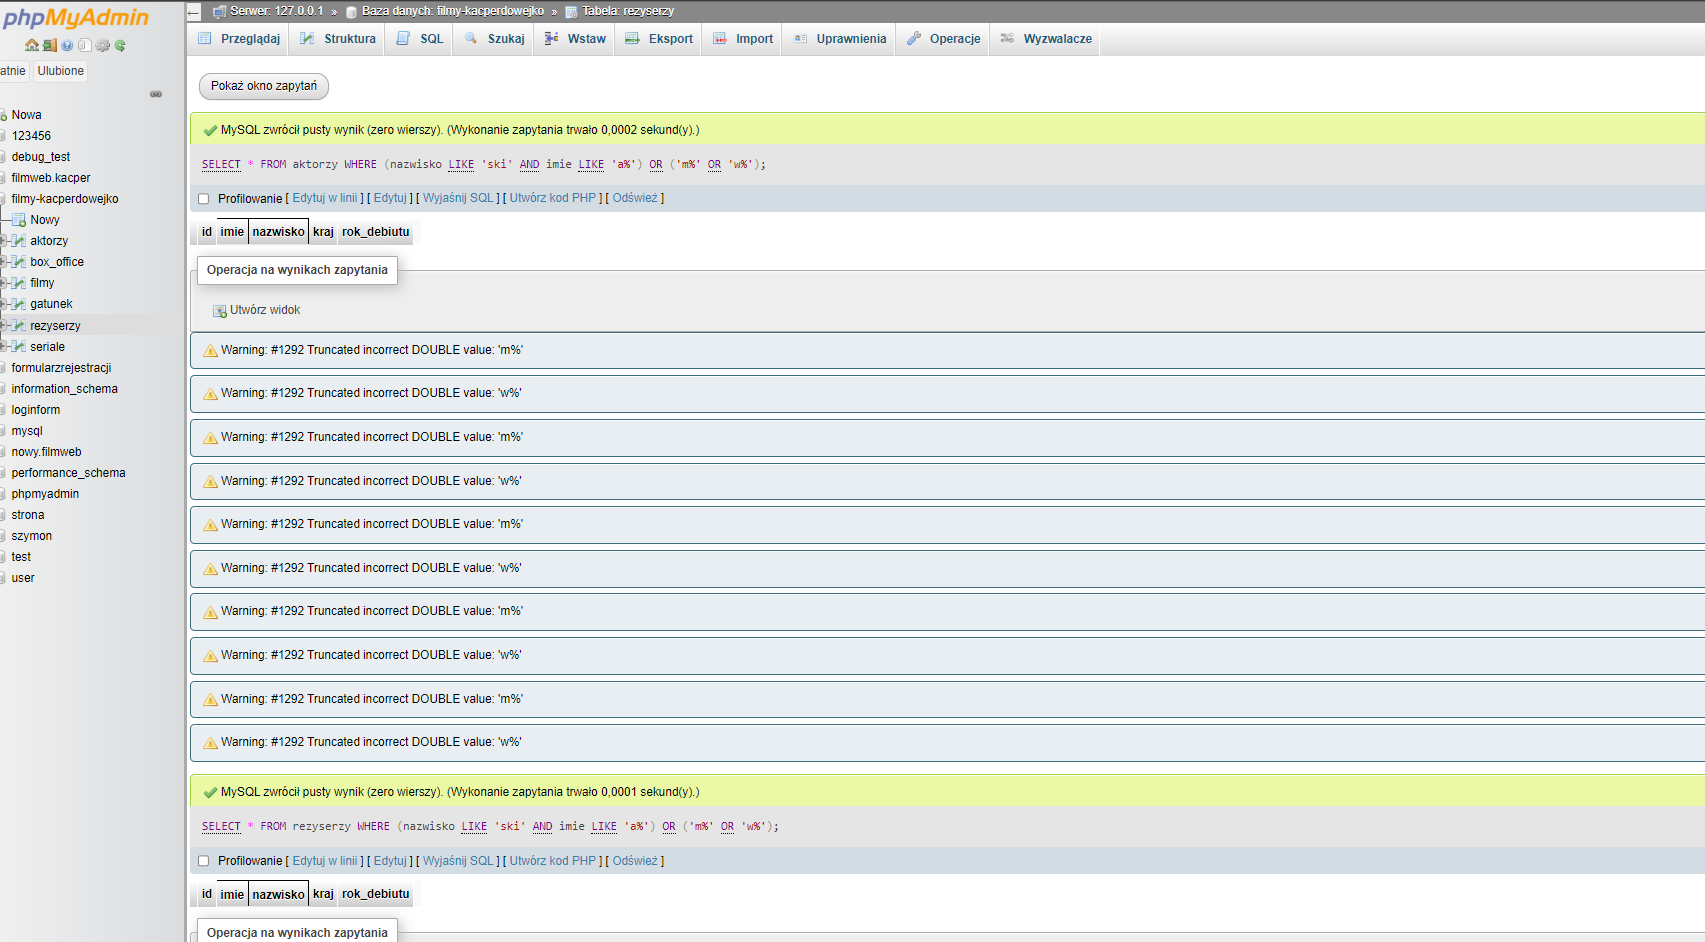 phpMyAdmin
atnie Ulubione
Nowa
123456
debug_test
filmweb.kacper
filmy-kacperdowejko
Nowy
aktorzy
box_office
filmy
gatunek
rezyserzy
seriale
formularzrejestracji
information_schema
loginform
mysql
nowy.filmweb
performance_schema
phpmyadmin
strona
szymon
test
user
← Serwer: 127.0.0.1 » Baza danych: filmy-kacperdowejko » Tabela: rezyserzy
Przeglądaj Struktura SQL Szukaj Wstaw Eksport Import Uprawnienia Operacje Wyzwalacze
Pokaż okno zapytań
MySQL zwrócił pusty wynik (zero wierszy). (Wykonanie zapytania trwało 0,0002 sekund(y).)
SELECT * FROM aktorzy WHERE (nazwisko LIKE 'ski' AND imie LIKE 'a%') OR ('m%' OR 'w%');
Profilowanie [ Edytuj w linii ] [ Edytuj ] [ Wyjaśnij SQL ] [ Utwórz kod PHP ] [ Odśwież ]
id imie nazwisko kraj rok_debiutu
Operacja na wynikach zapytania
Utwórz widok
Warning: #1292 Truncated incorrect DOUBLE value: 'm%'
Warning: #1292 Truncated incorrect DOUBLE value: 'w%'
Warning: #1292 Truncated incorrect DOUBLE value: 'm%'
Warning: #1292 Truncated incorrect DOUBLE value: 'w%'
Warning: #1292 Truncated incorrect DOUBLE value: 'm%'
Warning: #1292 Truncated incorrect DOUBLE value: 'w%'
Warning: #1292 Truncated incorrect DOUBLE value: 'm%'
Warning: #1292 Truncated incorrect DOUBLE value: 'w%'
Warning: #1292 Truncated incorrect DOUBLE value: 'm%'
Warning: #1292 Truncated incorrect DOUBLE value: 'w%'
MySQL zwrócił pusty wynik (zero wierszy). (Wykonanie zapytania trwało 0,0001 sekund(y).)
SELECT * FROM rezyserzy WHERE (nazwisko LIKE 'ski' AND imie LIKE 'a%') OR ('m%' OR 'w%');
Profilowanie [ Edytuj w linii ] [ Edytuj ] [ Wyjaśnij SQL ] [ Utwórz kod PHP ] [ Odśwież ]
id imie nazwisko kraj rok_debiutu
Operacja na wynikach zapytania